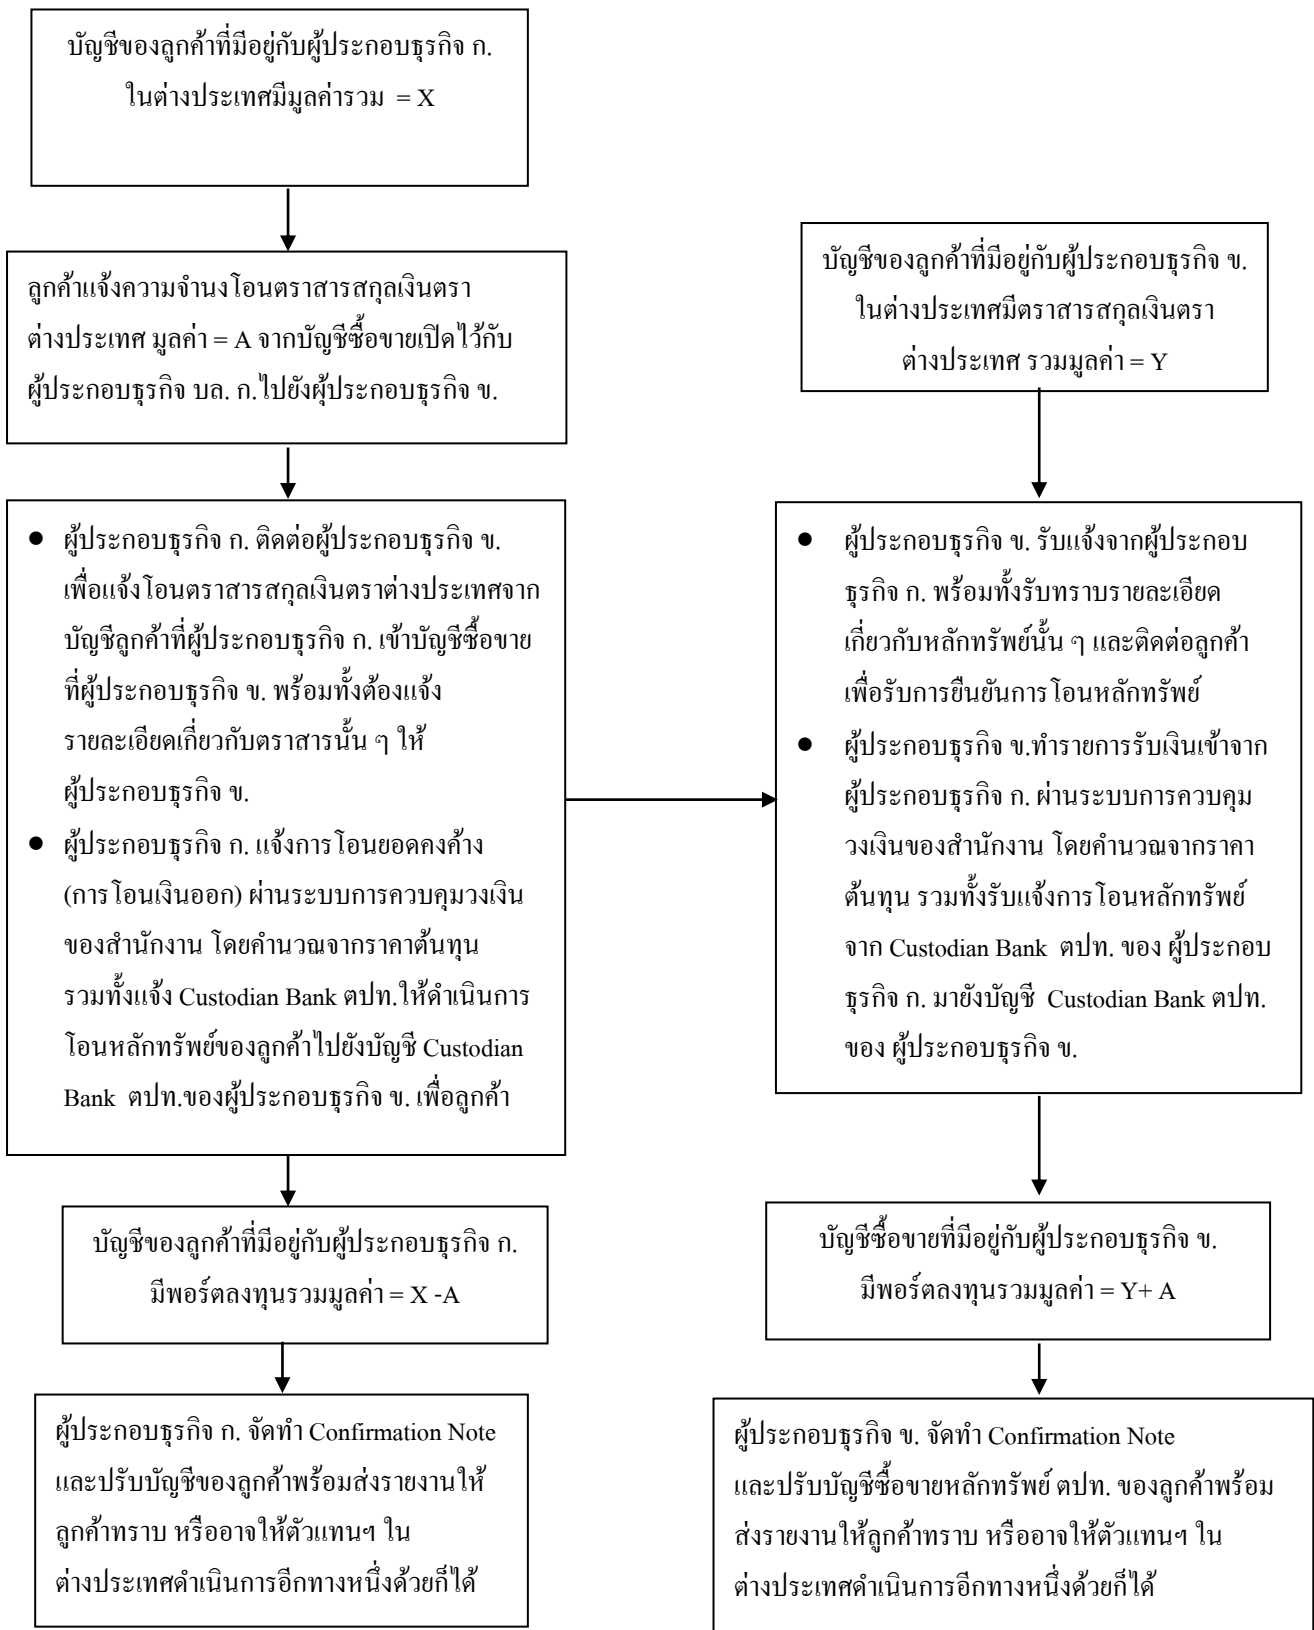 บัญชีของลูกค้าที่มีอยู่กับผู้ประกอบธุรกิจ ก.
ในต่างประเทศมีมูลค่ารวม = X
ลูกค้าแจ้งความจำนงโอนตราสารสกุลเงินตรา
ต่างประเทศ มูลค่า = A จากบัญชีซื้อขายเปิดไว้กับ
ผู้ประกอบธุรกิจ บล. ก.ไปยังผุ้ประกอบธุรกิจ ข.
บัญชีของลูกค้าที่มีอยู่กับผู้ประกอบธุรกิจ ข.
ในต่างประเทศมีตราสารสกุลเงินตรา
ต่างประเทศ รวมมูลค่า = Y
● ผู้ประกอบธุรกิจ ก. ติดต่อผู้ประกอบธุรกิจ ข.
เพื่อแจ้งโอนตราสารสกุลเงินตราต่างประเทศจาก
บัญชีลูกค้าที่ผู้ประกอบธุรกิจ ก. เข้าบัญชีซื้อขาย
ที่ผู้ประกอบธุรกิจ ข. พร้อมทั้งต้องแจ้ง
รายละเอียดเกี่ยวกับตราสารนั้น ๆ ให้
ผู้ประกอบธุรกิจ ข.
● ผู้ประกอบธุรกิจ ก. แจ้งการโอนยอดคงค้าง
(การโอนเงินออก) ผ่านระบบการควบคุมวงเงิน
ของสำนักงาน โดยคำนวณจากราคาต้นทุน
รวมทั้งแจ้ง Custodian Bank ตปท.ให้ดำเนินการ
โอนหลักทรัพย์ของลูกค้าไปยังบัญชี Custodian
Bank ตปท.ของผู้ประกอบธุรกิจ ข. เพื่อลูกค้า
● ผู้ประกอบธุรกิจ ข. รับแจ้งจากผู้ประกอบ
ธุรกิจ ก. พร้อมทั้งรับทราบรายละเอียด
เกี่ยวกับหลักทรัพย์นั้น ๆ และติดต่อลูกค้า
เพื่อรับการยืนยันการโอนหลักทรัพย์
● ผู้ประกอบธุรกิจ ข.ทำรายการรับเงินเข้าจาก
ผู้ประกอบธุรกิจ ก. ผ่านระบบการควบคุม
วงเงินของสำนักงาน โดยคำนวณจากราคา
ต้นทุน รวมทั้งรับแจ้งการโอนหลักทรัพย์
จาก Custodian Bank ตปท. ของ ผู้ประกอบ
ธุรกิจ ก. มายังบัญชี Custodian Bank ตปท.
ของ ผู้ประกอบธุรกิจ ข.
บัญชีของลูกค้าที่มีอยู่กับผู้ประกอบธุรกิจ ก.
มีพอร์ตลงทุนรวมมูลค่า = X -A
บัญชีซื้อขายที่มีอยู่กับผู้ประกอบธุรกิจ ข.
มีพอร์ตลงทุนรวมมูลค่า = Y+ A
ผู้ประกอบธุรกิจ ก. จัดทำ Confirmation Note
และปรับบัญชีของลูกค้าพร้อมส่งรายงานให้
ลูกค้าทราบ หรืออาจให้ตัวแทนฯ ใน
ต่างประเทศดำเนินการอีกทางหนึ่งด้วยก็ได้
ผู้ประกอบธุรกิจ ข. จัดทำ Confirmation Note
และปรับบัญชีซื้อขายหลักทรัพย์ ตปท. ของลูกค้าพร้อม
ส่งรายงานให้ลูกค้าทราบ หรืออาจให้ตัวแทนฯ ใน
ต่างประเทศดำเนินการอีกทางหนึ่งด้วยก็ได้